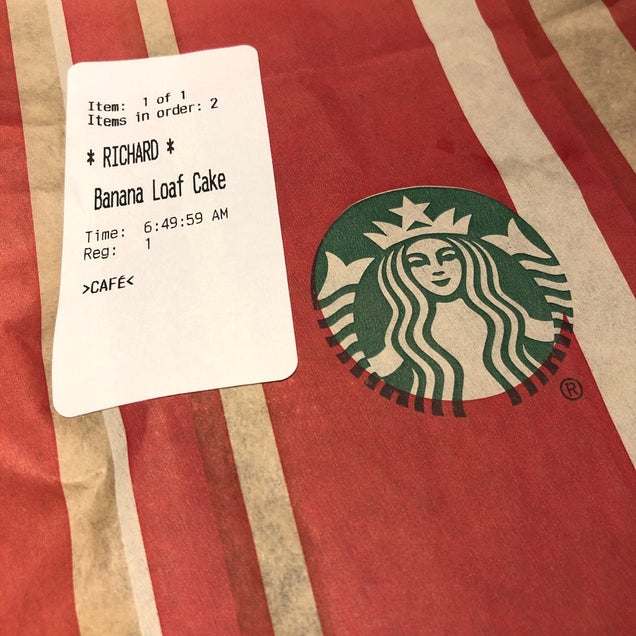 Item: 1 of 1
Items in order: 2
* RICHARD *
Banana Loaf Cake
Time: 6:49:59 AM
Reg: 1
>CAFÉ<
®